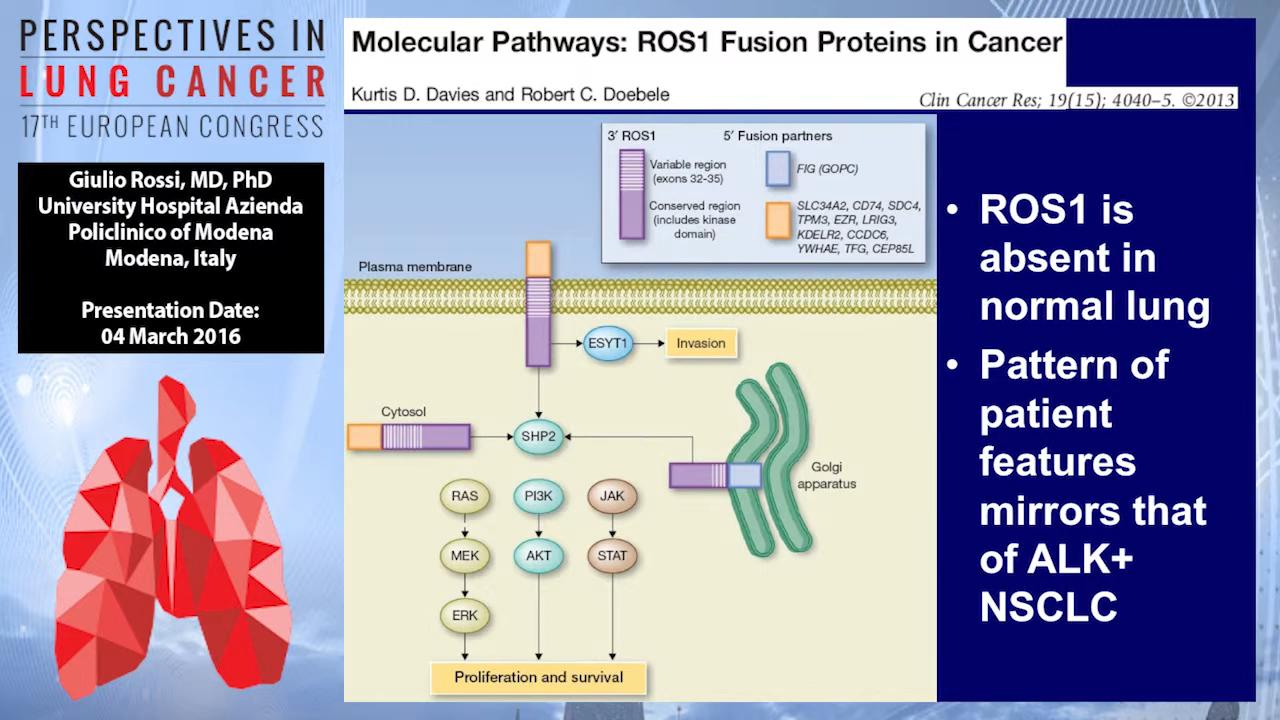 PERSPECTIVES IN
LUNG CANCER
17TH EUROPEAN CONGRESS
Giulio Rossi, MD, PhD
University Hospital Azienda
Policlinico of Modena
Modena, Italy
Presentation Date:
04 March 2016
Molecular Pathways: ROS1 Fusion Proteins in Cancer
Kurtis D. Davies and Robert C. Doebele
Clin Cancer Res; 19(15); 4040–5. ©2013
3′ ROS1
5′ Fusion partners
Variable region
(exons 32-35)
FIG (GOPC)
Conserved region
(includes kinase
domain)
SLC34A2, CD74, SDC4,
TPM3, EZR, LRIG3,
KDELR2, CCDC6,
YWHAE, TFG, CEP85L
Plasma membrane
ESYT1
Invasion
Cytosol
SHP2
Golgi
apparatus
RAS
PI3K
JAK
MEK
AKT
STAT
ERK
Proliferation and survival
• ROS1 is
absent in
normal lung
• Pattern of
patient
features
mirrors that
of ALK+
NSCLC